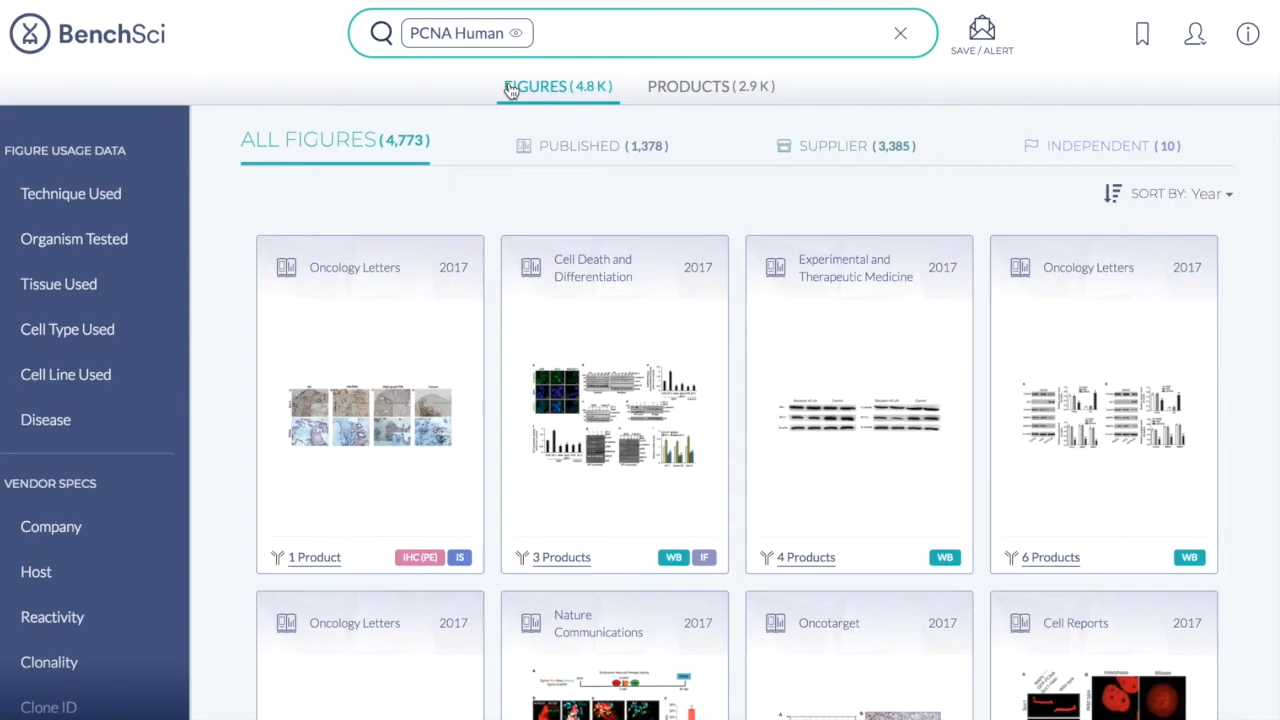 BenchSci
PCNA Human
SAVE / ALERT
FIGURES ( 4.8 K )
PRODUCTS ( 2.9 K )
FIGURE USAGE DATA
Technique Used
Organism Tested
Tissue Used
Cell Type Used
Cell Line Used
Disease
VENDOR SPECS
Company
Host
Reactivity
Clonality
Clone ID
ALL FIGURES ( 4,773 )
PUBLISHED ( 1,378 )
SUPPLIER ( 3,385 )
INDEPENDENT ( 10 )
SORT BY: Year
Oncology Letters 2017
1 Product IHC (PE) IS
Cell Death and
Differentiation
2017
3 Products WB IF
Experimental and
Therapeutic Medicine
2017
4 Products WB
Oncology Letters 2017
6 Products WB
Oncology Letters 2017
Nature
Communications
2017
Oncotarget 2017
Cell Reports 2017
Interphase